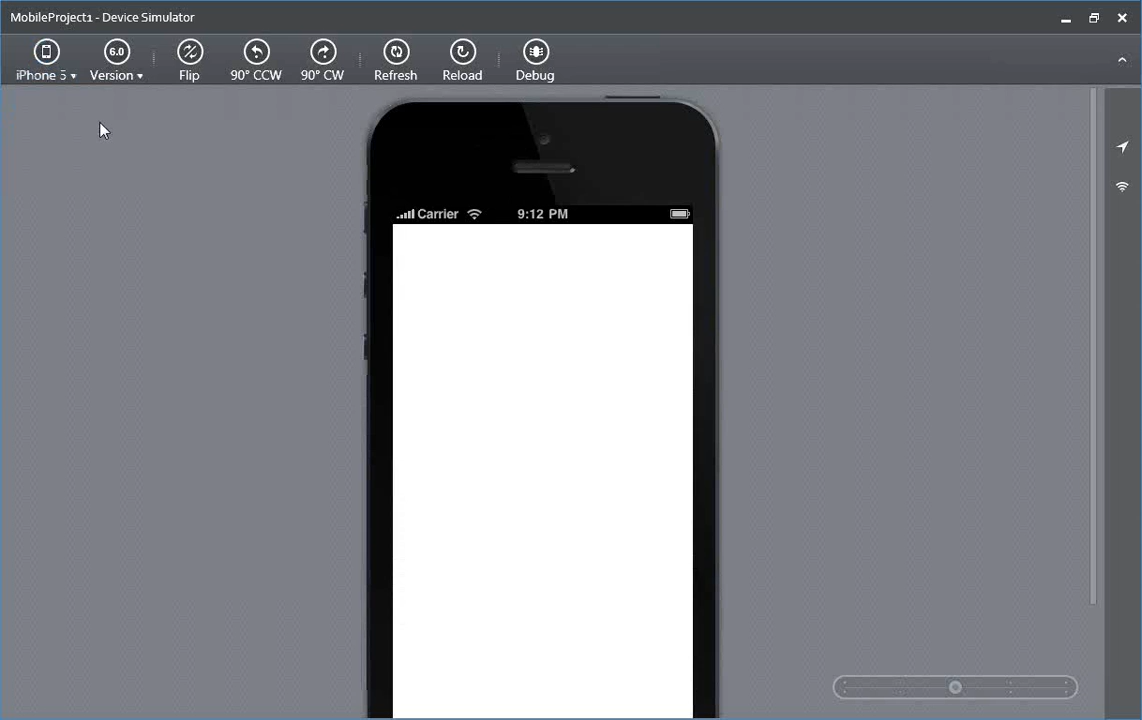 MobileProject1 - Device Simulator
6.0
iPhone 5 Version Flip 90° CCW 90° CW Refresh Reload Debug
Carrier 9:12 PM